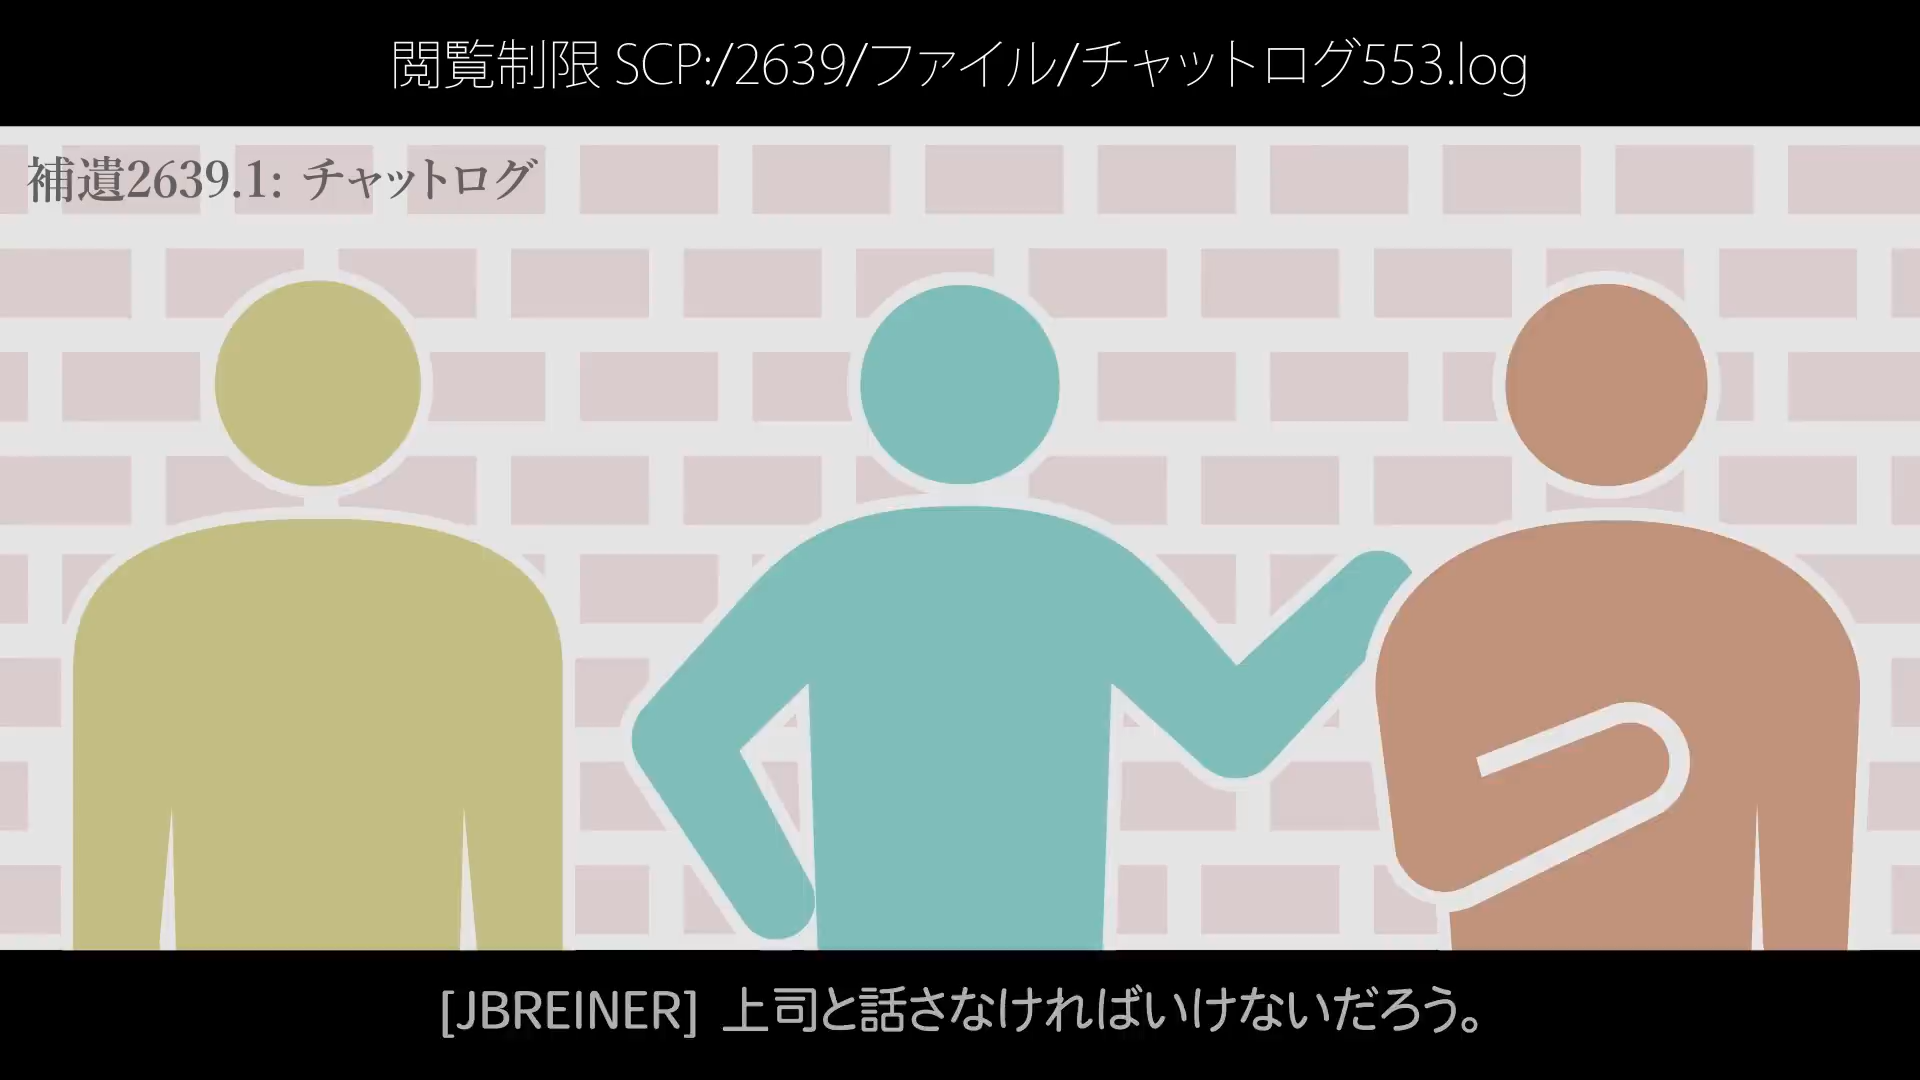 閲覧制限 SCP:/2639/ファイル/チャットログ553.log
補遺2639.1: チャットログ
[JBREINER] 上司と話さなければいけないだろう。